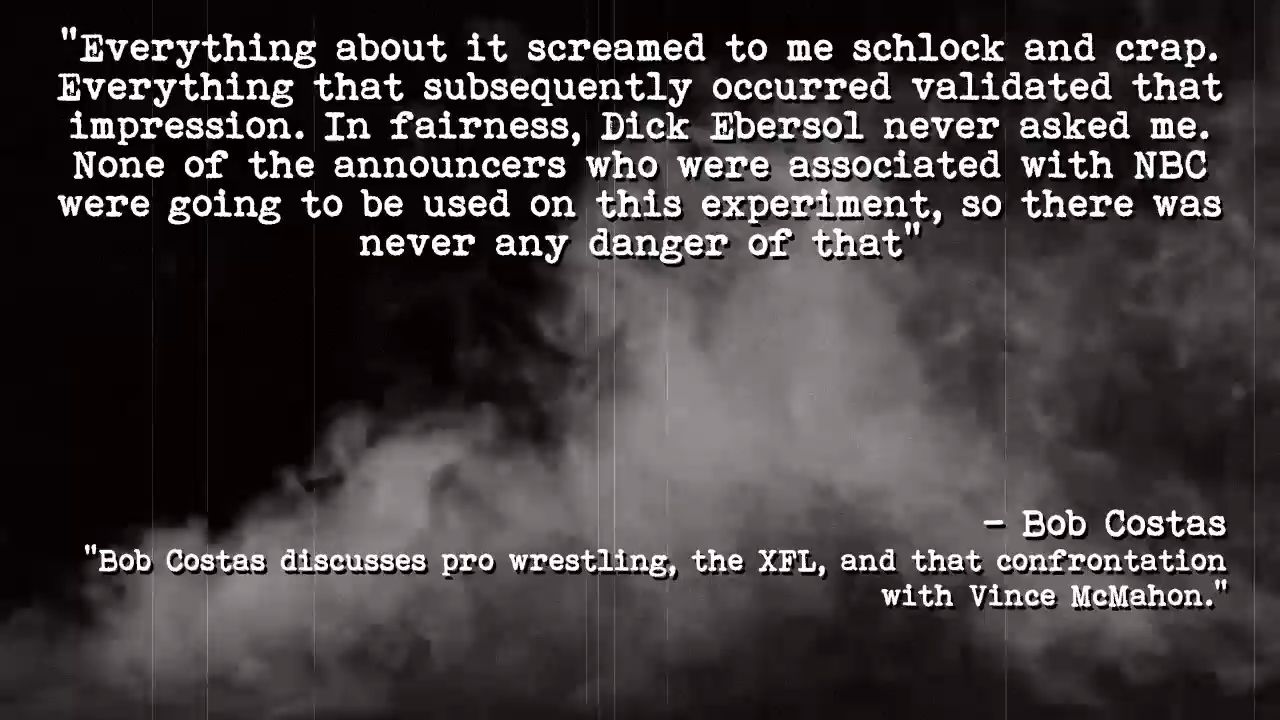 "Everything about it screamed to me schlock and crap.
Everything that subsequently occurred validated that
impression. In fairness, Dick Ebersol never asked me.
None of the announcers who were associated with NBC
were going to be used on this experiment, so there was
never any danger of that"
– Bob Costas
"Bob Costas discusses pro wrestling, the XFL, and that confrontation
with Vince McMahon."